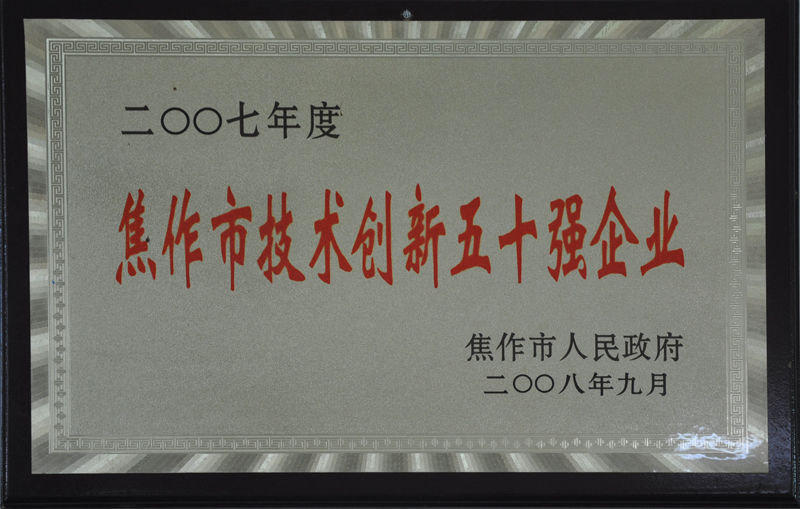 二〇〇七年度
焦作市技术创新五十强企业
焦作市人民政府
二〇〇八年九月